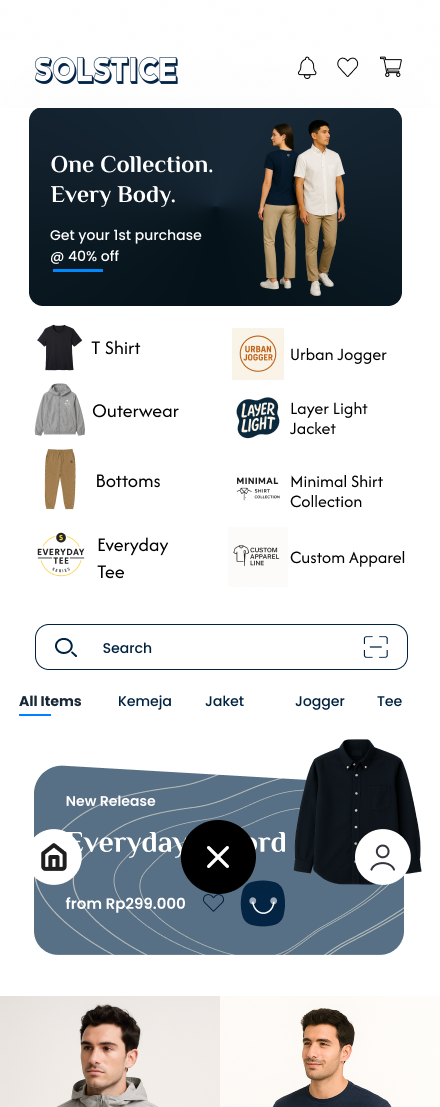 SOLSTICE
One Collection.
Every Body.
Get your 1st purchase
@ 40% off
T Shirt
Outerwear
Bottoms
S
EVERYDAY
TEE
SERIES
Everyday
Tee
URBAN
JOGGER
Urban Jogger
LAYER
LIGHT
Layer Light
Jacket
MINIMAL
SHIRT
COLLECTION
Minimal Shirt
Collection
CUSTOM
APPAREL
LINE
Custom Apparel
Search
All Items
Kemeja
Jaket
Jogger
Tee
New Release
Everyday
from Rp299.000